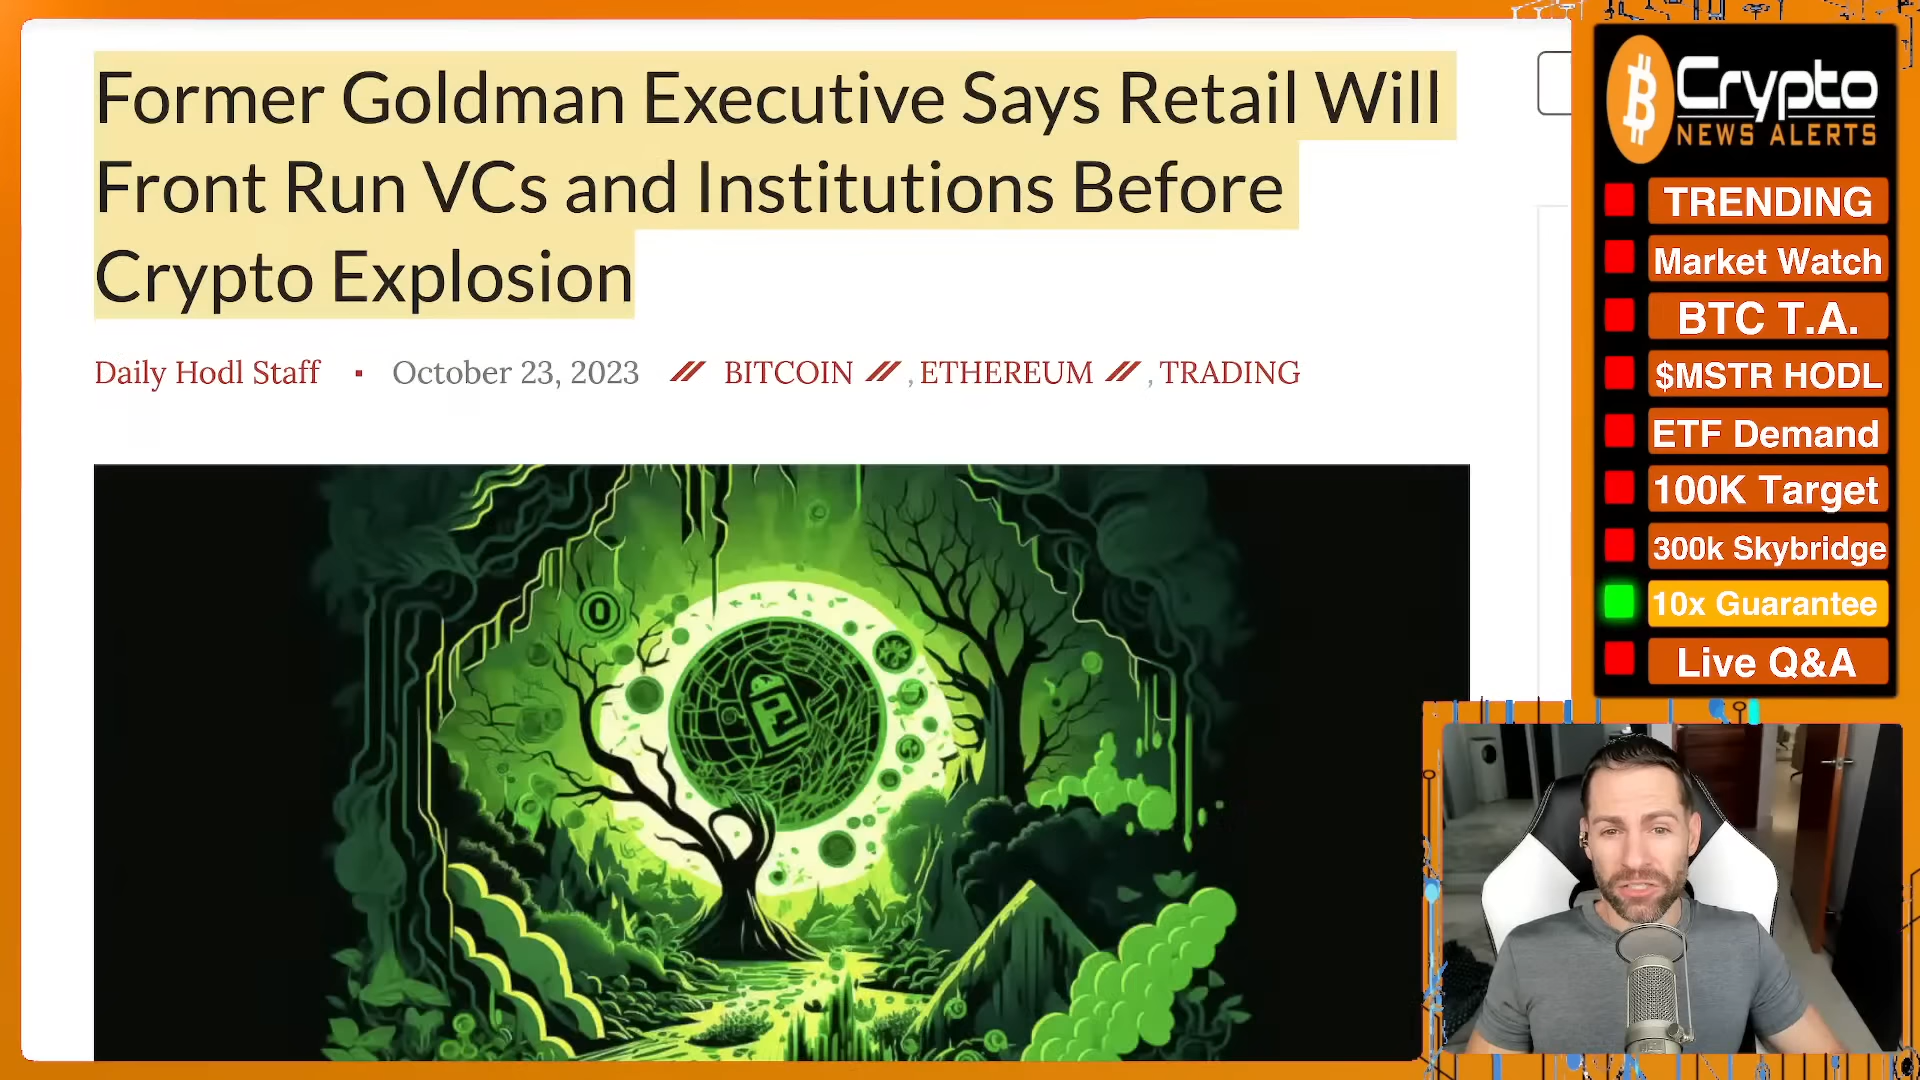 Former Goldman Executive Says Retail Will
Front Run VCs and Institutions Before
Crypto Explosion
Daily Hodl Staff ▪ October 23, 2023 // BITCOIN // , ETHEREUM // , TRADING
Crypto
NEWS ALERTS
TRENDING
Market Watch
BTC T.A.
$MSTR HODL
ETF Demand
100K Target
300k Skybridge
10x Guarantee
Live Q&A